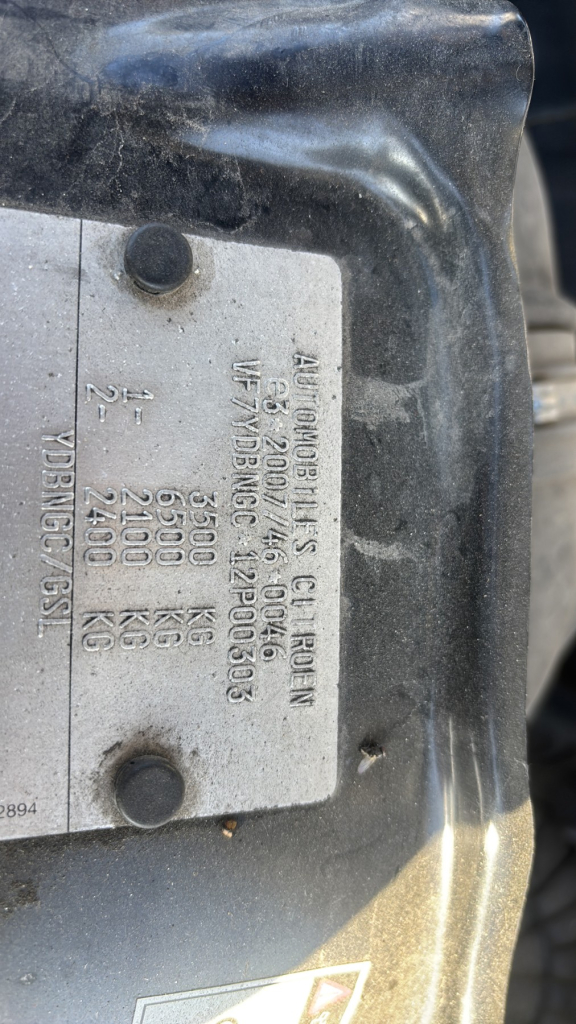 AUTOMOBILES CITROEN
e3*2007/46*0046
VF7YDBNGC*12P00303
3500 KG
6500 KG
1- 2100 KG
2- 2400 KG
YDBNGC/GSL
2894